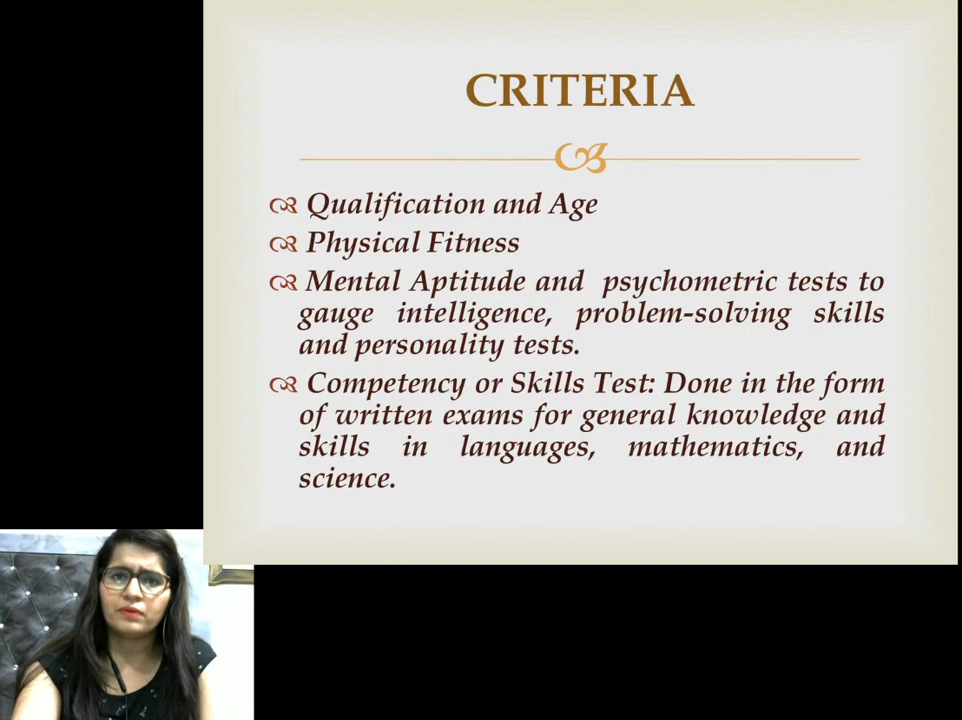 CRITERIA
Qualification and Age
Physical Fitness
Mental Aptitude and psychometric tests to
gauge intelligence, problem-solving skills
and personality tests.
Competency or Skills Test: Done in the form
of written exams for general knowledge and
skills in languages, mathematics, and
science.